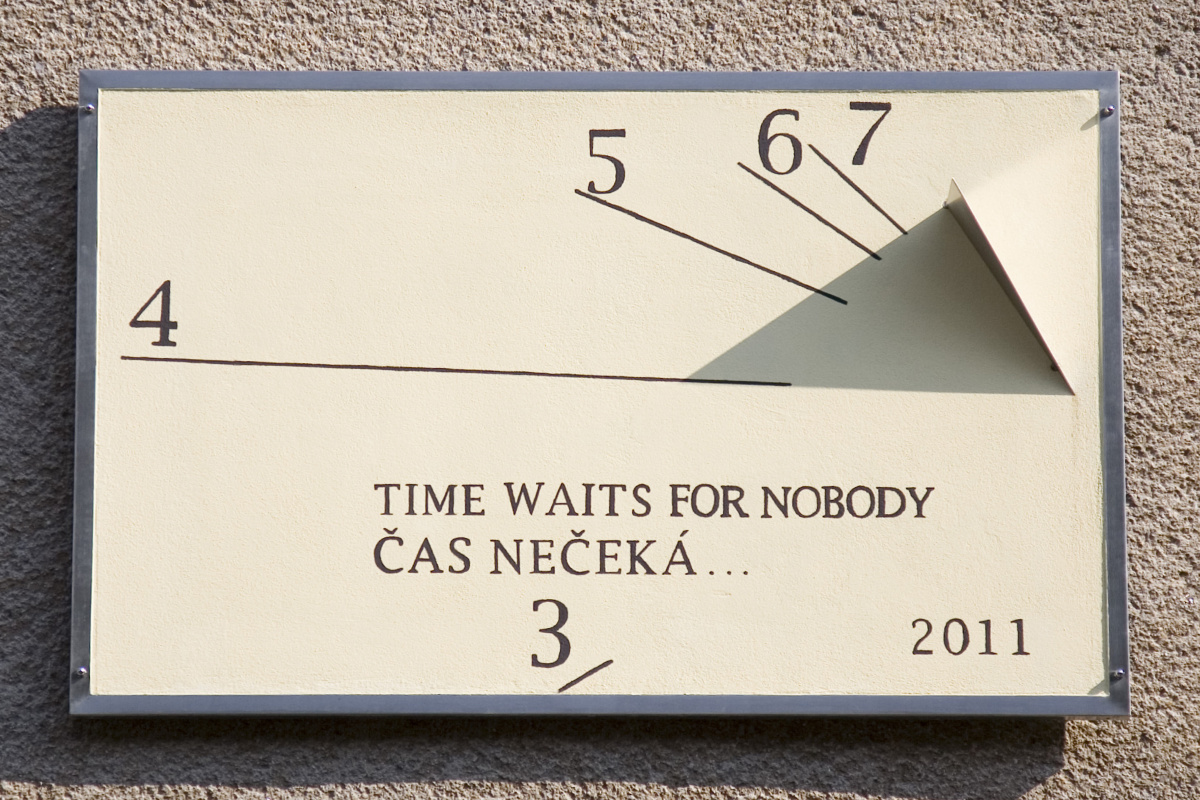 5 6 7
4
TIME WAITS FOR NOBODY
ČAS NEČEKÁ...
3
2011